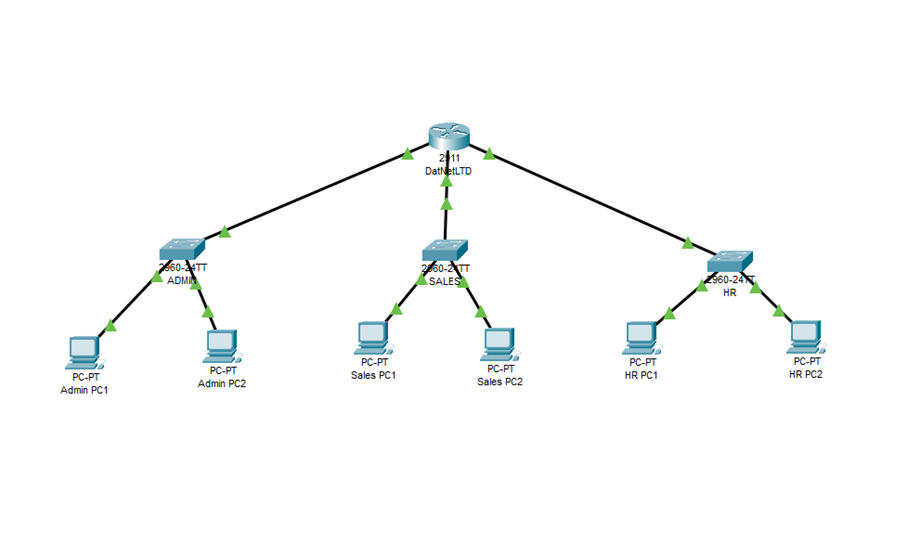 2911
DatNetLTD
2960-24TT
ADMIN
2960-24TT
SALES
2960-24TT
HR
PC-PT
Admin PC1
PC-PT
Admin PC2
PC-PT
Sales PC1
PC-PT
Sales PC2
PC-PT
HR PC1
PC-PT
HR PC2